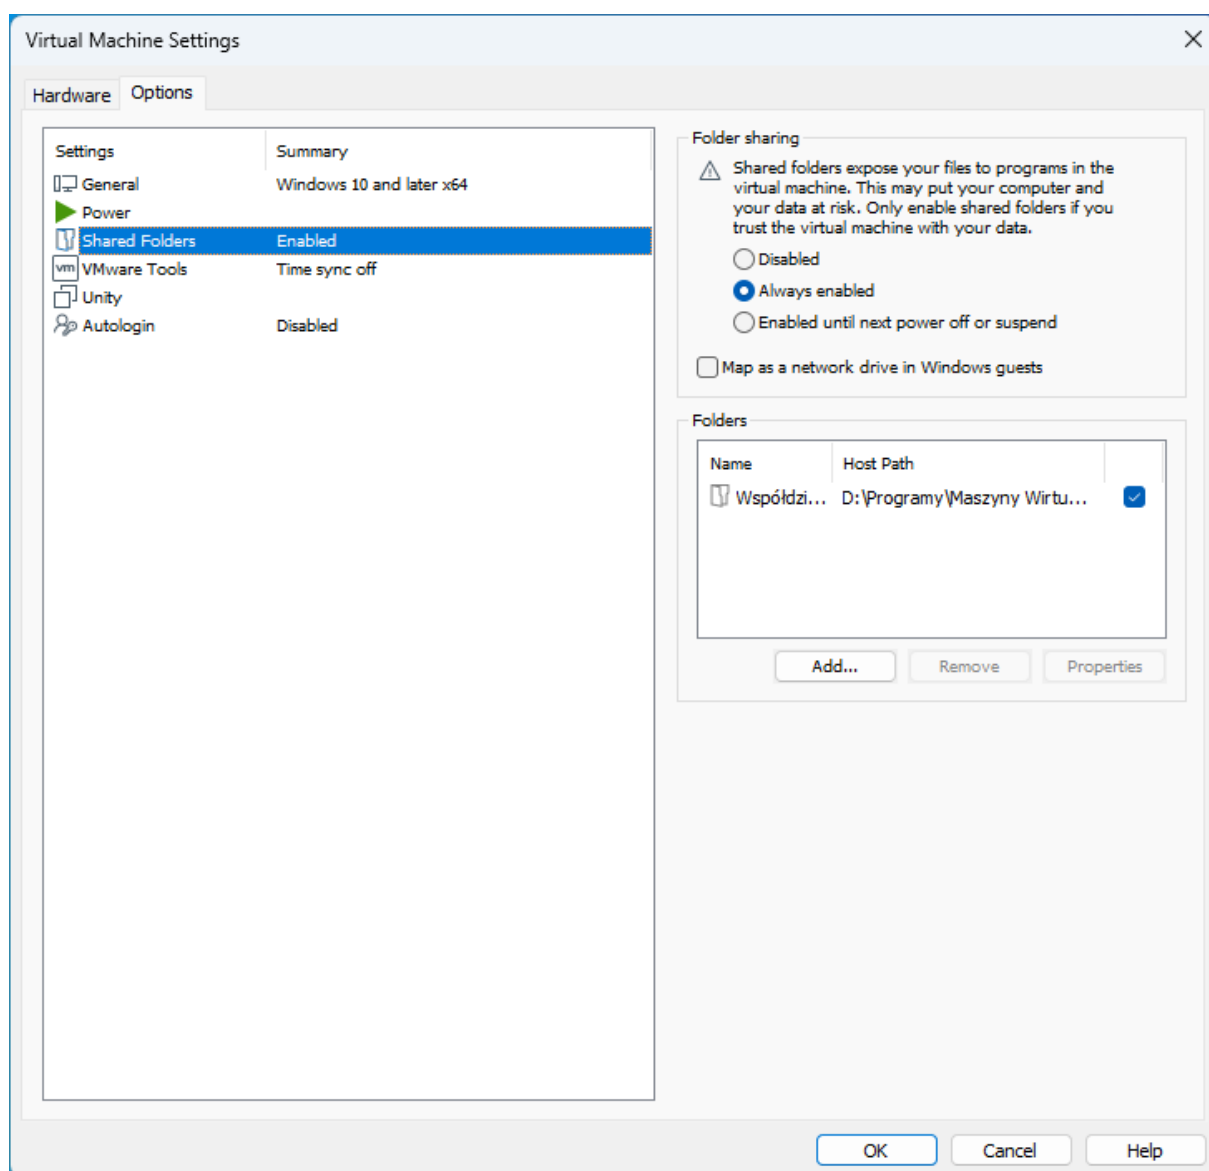 Virtual Machine Settings
Hardware Options
Settings Summary
General Windows 10 and later x64
Power
Shared Folders Enabled
vm VMware Tools Time sync off
Unity
Autologin Disabled
Folder sharing
Shared folders expose your files to programs in the
virtual machine. This may put your computer and
your data at risk. Only enable shared folders if you
trust the virtual machine with your data.
Disabled
Always enabled
Enabled until next power off or suspend
Map as a network drive in Windows guests
Folders
Name Host Path
Współdzi... D:\Programy\Maszyny Wirtu...
Add... Remove Properties
OK Cancel Help